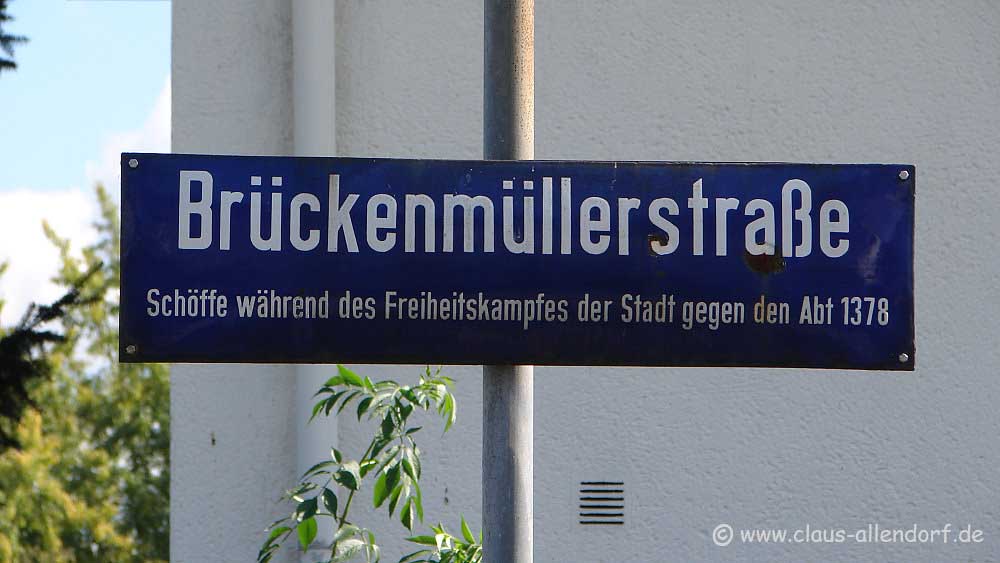 Brückenmüllerstraße
Schöffe während des Freiheitskampfes der Stadt gegen den Abt 1378
© www.claus-allendorf.de